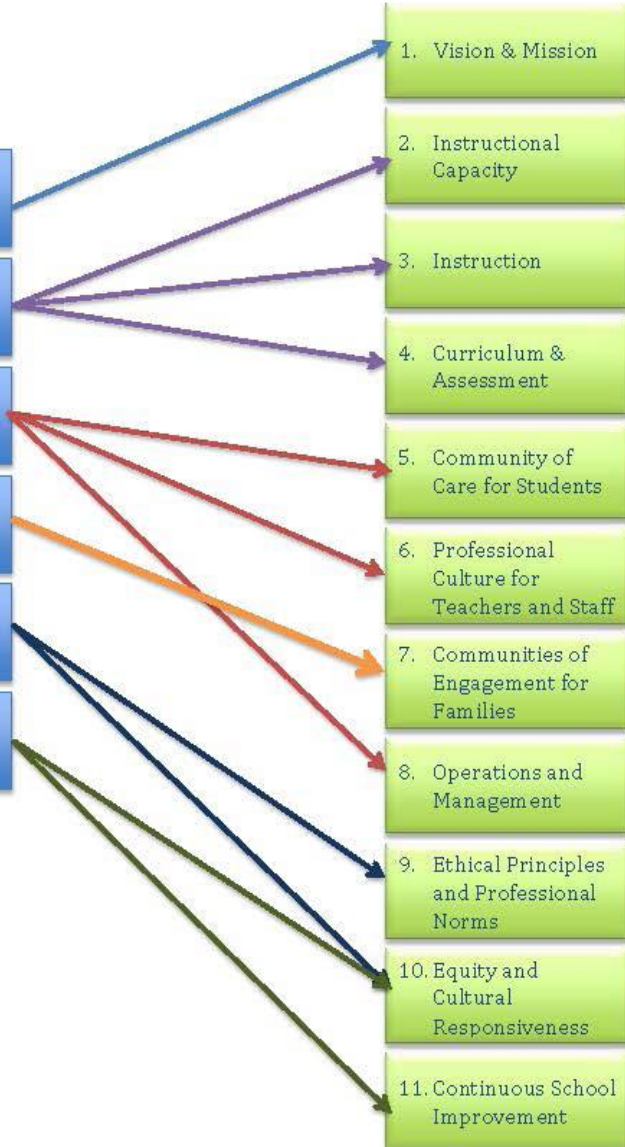 1. Vision & Mission
2. Instructional
Capacity
3. Instruction
4. Curriculum &
Assessment
5. Community of
Care for Students
6. Professional
Culture for
Teachers and Staff
7. Communities of
Engagement for
Families
8. Operations and
Management
9. Ethical Principles
and Professional
Norms
10. Equity and
Cultural
Responsiveness
11. Continuous School
Improvement